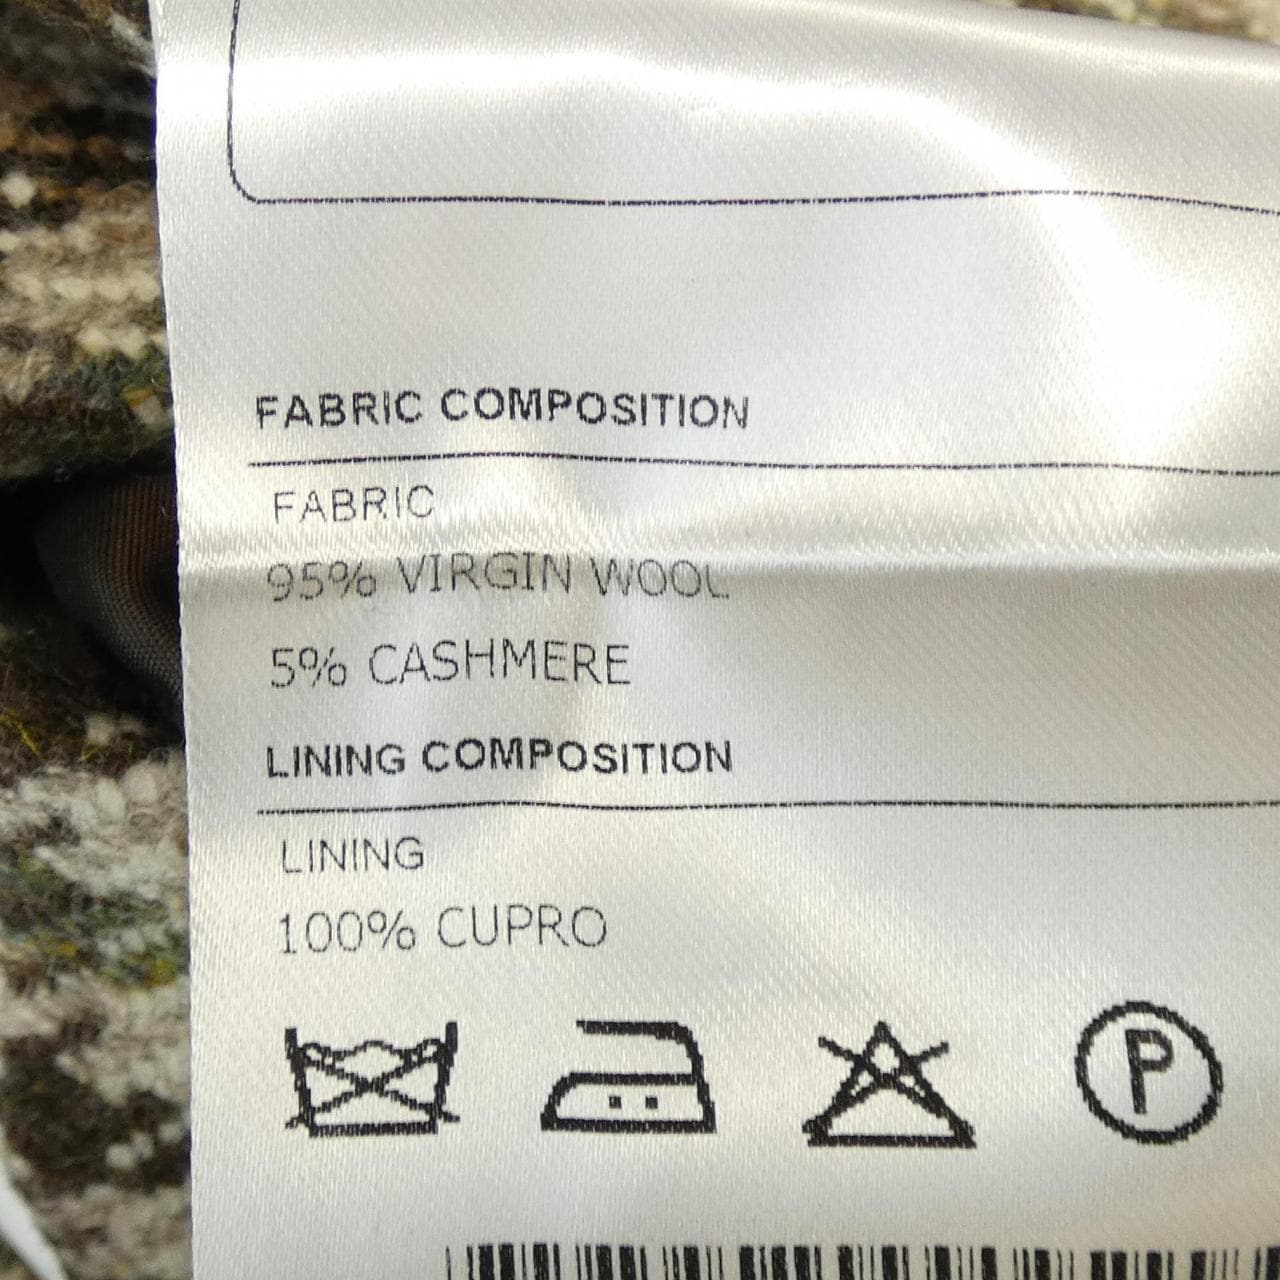 FABRIC COMPOSITION
FABRIC
95% VIRGIN WOOL
5% CASHMERE
LINING COMPOSITION
LINING
100% CUPRO
P